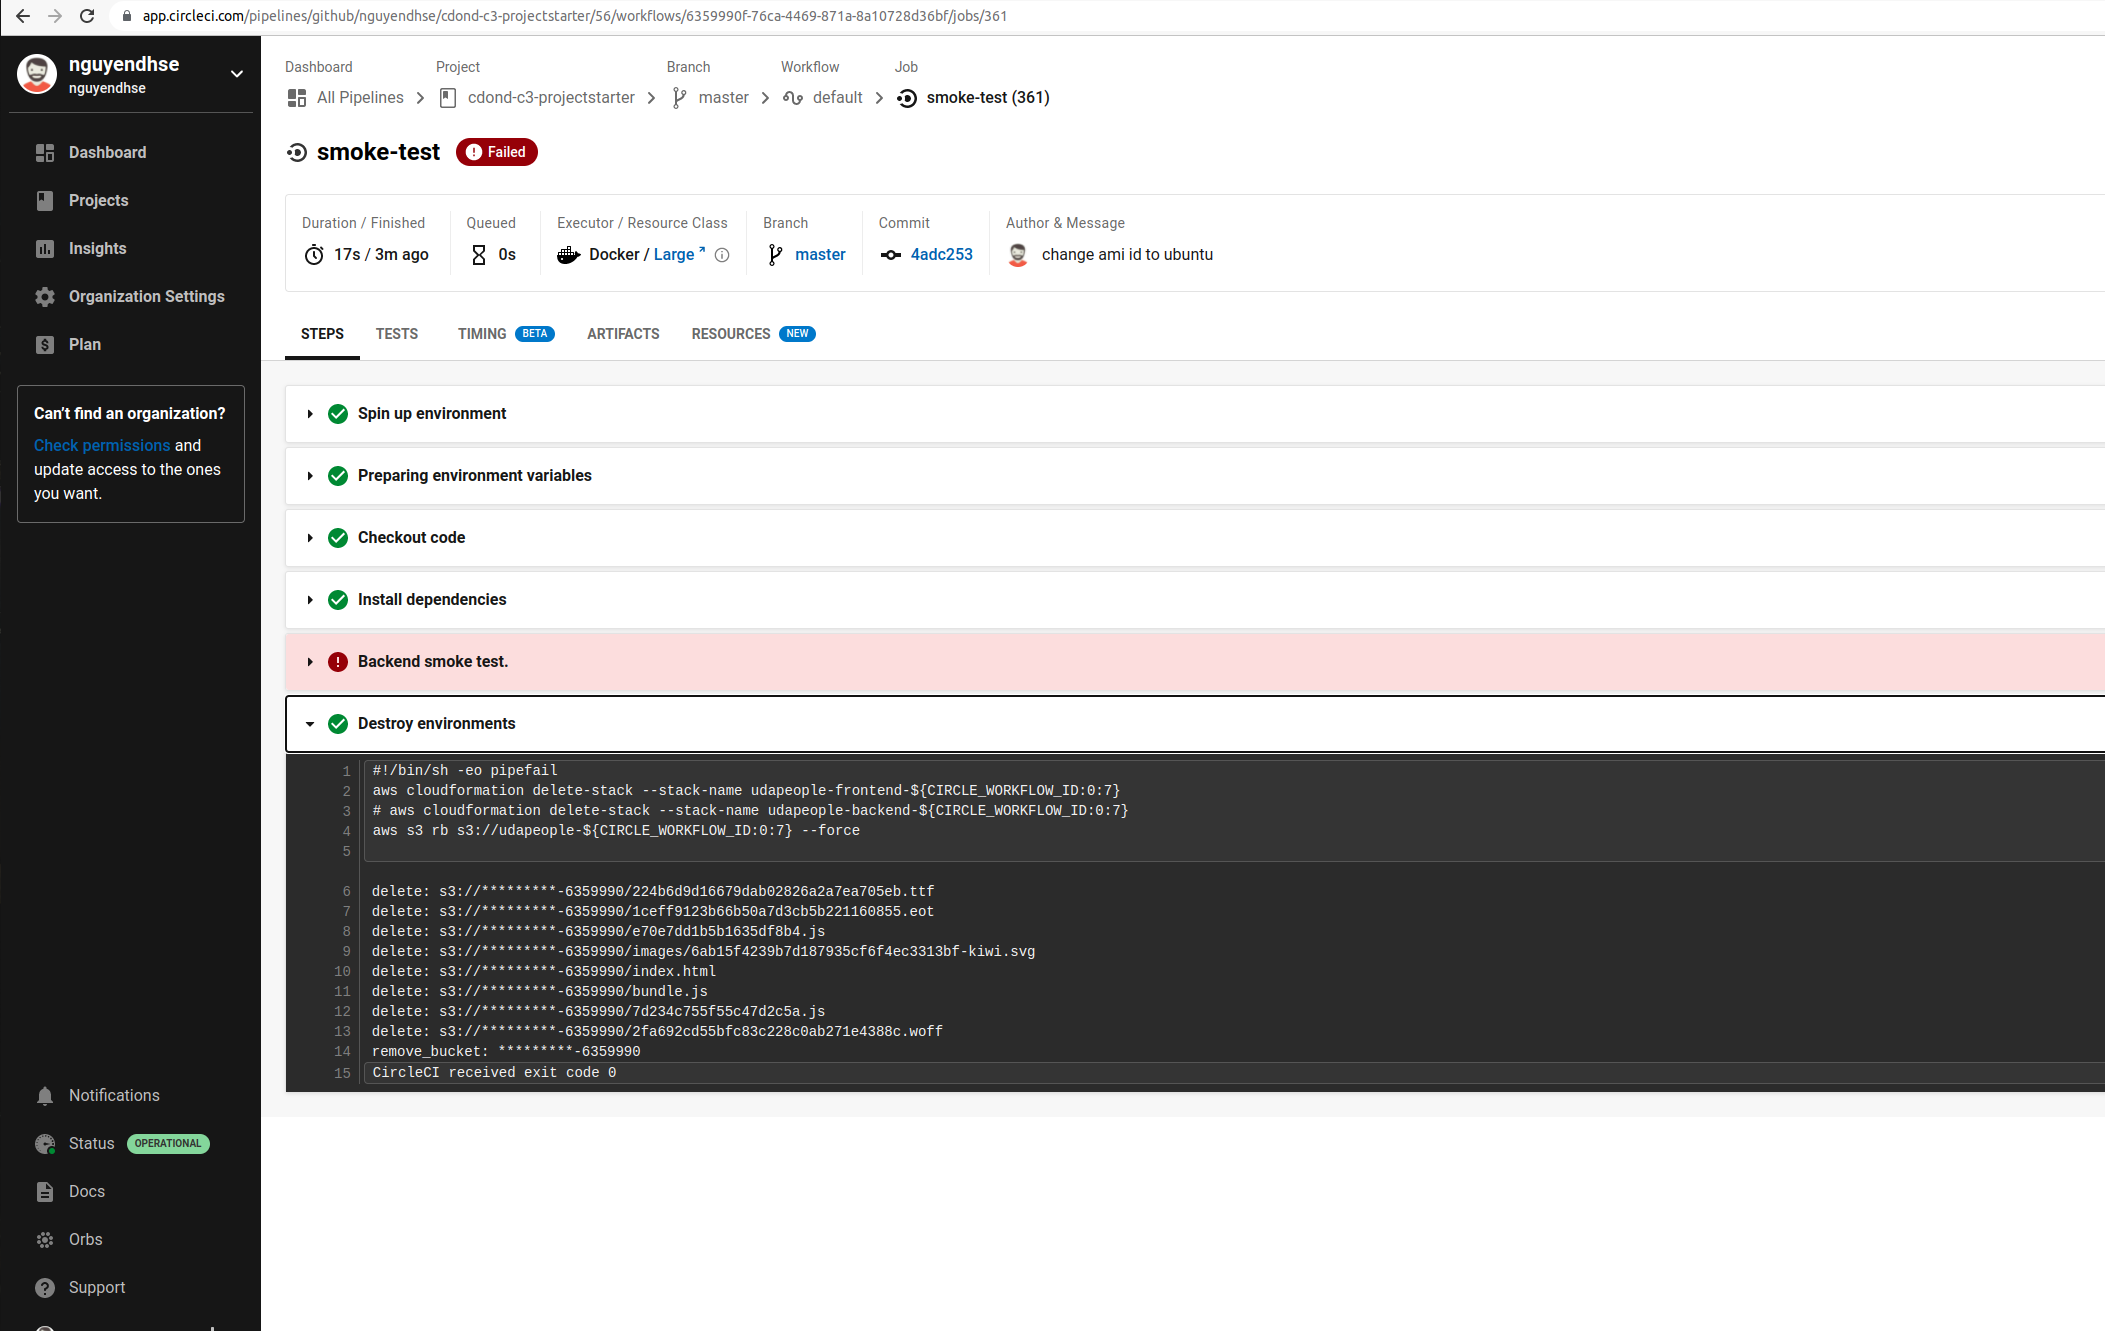 app.circleci.com/pipelines/github/nguyendhse/cdond-c3-projectstarter/56/workflows/6359990f-76ca-4469-871a-8a10728d36bf/jobs/361
nguyendhse
nguyendhse
Dashboard
Projects
Insights
Organization Settings
Plan
Can't find an organization?
Check permissions and
update access to the ones
you want.
Notifications
Status OPERATIONAL
Docs
Orbs
Support
Dashboard Project Branch Workflow Job
All Pipelines cdond-c3-projectstarter master default smoke-test (361)
smoke-test Failed
Duration / Finished Queued Executor / Resource Class Branch Commit Author & Message
17s / 3m ago 0s Docker / Large master 4adc253 change ami id to ubuntu
STEPS TESTS TIMING BETA ARTIFACTS RESOURCES NEW
Spin up environment
Preparing environment variables
Checkout code
Install dependencies
Backend smoke test.
Destroy environments
1 #!/bin/sh -eo pipefail
2 aws cloudformation delete-stack --stack-name udapeople-frontend-${CIRCLE_WORKFLOW_ID:0:7}
3 # aws cloudformation delete-stack --stack-name udapeople-backend-${CIRCLE_WORKFLOW_ID:0:7}
4 aws s3 rb s3://udapeople-${CIRCLE_WORKFLOW_ID:0:7} --force
5
6 delete: s3://*********-6359990/224b6d9d16679dab02826a2a7ea705eb.ttf
7 delete: s3://*********-6359990/1ceff9123b66b50a7d3cb5b221160855.eot
8 delete: s3://*********-6359990/e70e7dd1b5b1635df8b4.js
9 delete: s3://*********-6359990/images/6ab15f4239b7d187935cf6f4ec3313bf-kiwi.svg
10 delete: s3://*********-6359990/index.html
11 delete: s3://*********-6359990/bundle.js
12 delete: s3://*********-6359990/7d234c755f55c47d2c5a.js
13 delete: s3://*********-6359990/2fa692cd55bfc83c228c0ab271e4388c.woff
14 remove_bucket: *********-6359990
15 CircleCI received exit code 0